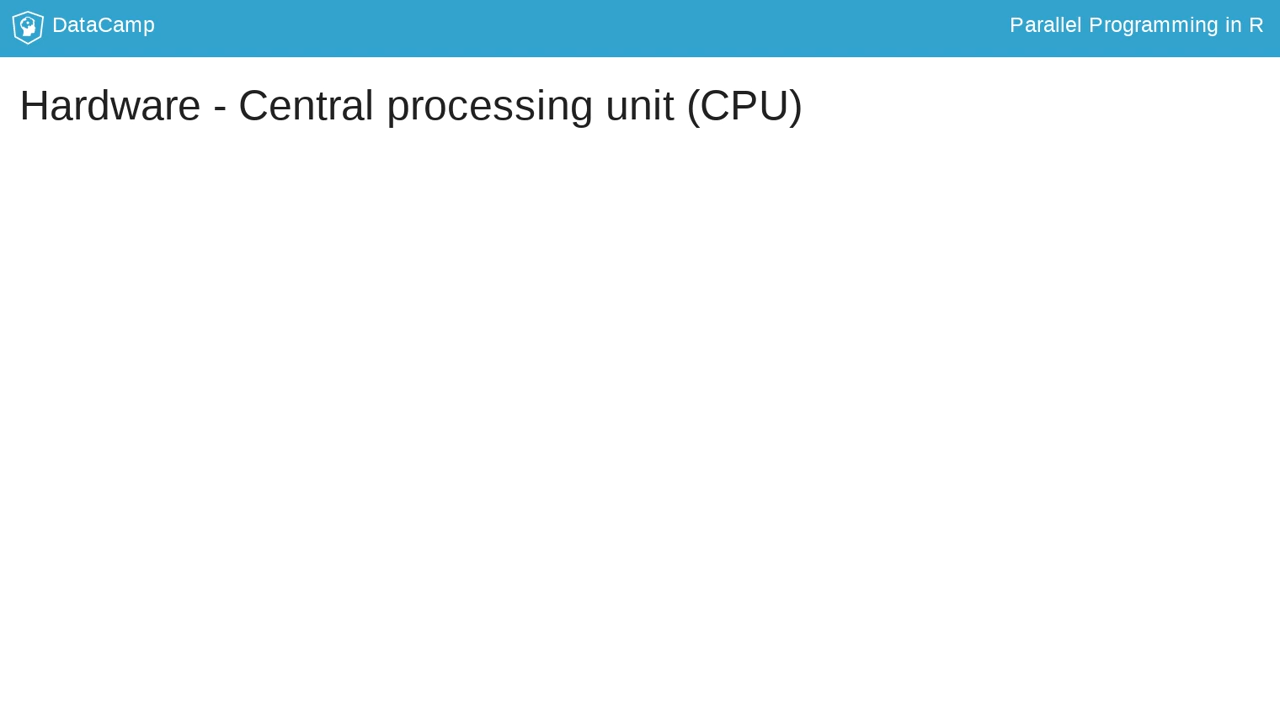 DataCamp
Parallel Programming in R
Hardware - Central processing unit (CPU)